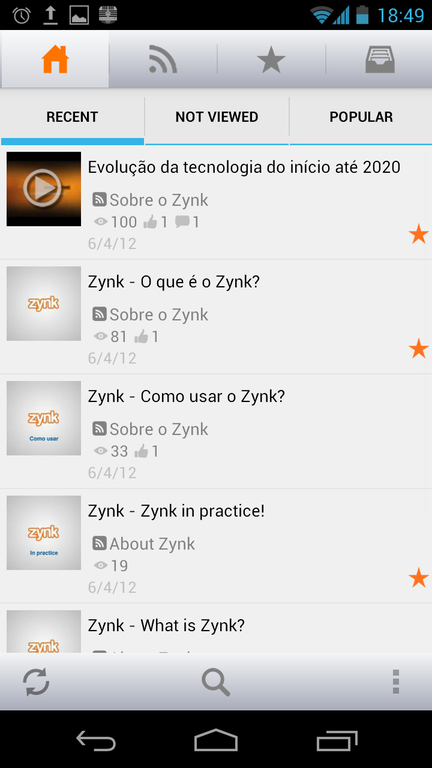 18:49
RECENT NOT VIEWED POPULAR
Evolução da tecnologia do início até 2020
Sobre o Zynk
100 1 1
6/4/12
zynk
Zynk - O que é o Zynk?
Sobre o Zynk
81 1
6/4/12
zynk
Como usar
Zynk - Como usar o Zynk?
Sobre o Zynk
33 1
6/4/12
zynk
In practice
Zynk - Zynk in practice!
About Zynk
19
6/4/12
zynk
Zynk - What is Zynk?